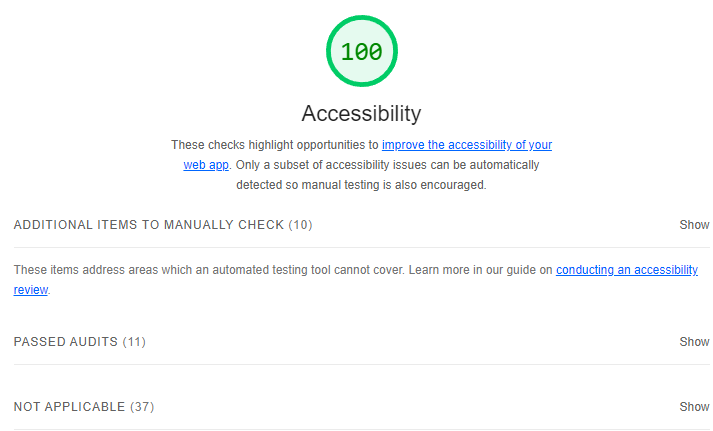 100
Accessibility
These checks highlight opportunities to improve the accessibility of your
web app. Only a subset of accessibility issues can be automatically
detected so manual testing is also encouraged.
ADDITIONAL ITEMS TO MANUALLY CHECK (10) Show
These items address areas which an automated testing tool cannot cover. Learn more in our guide on conducting an accessibility
review.
PASSED AUDITS (11) Show
NOT APPLICABLE (37) Show